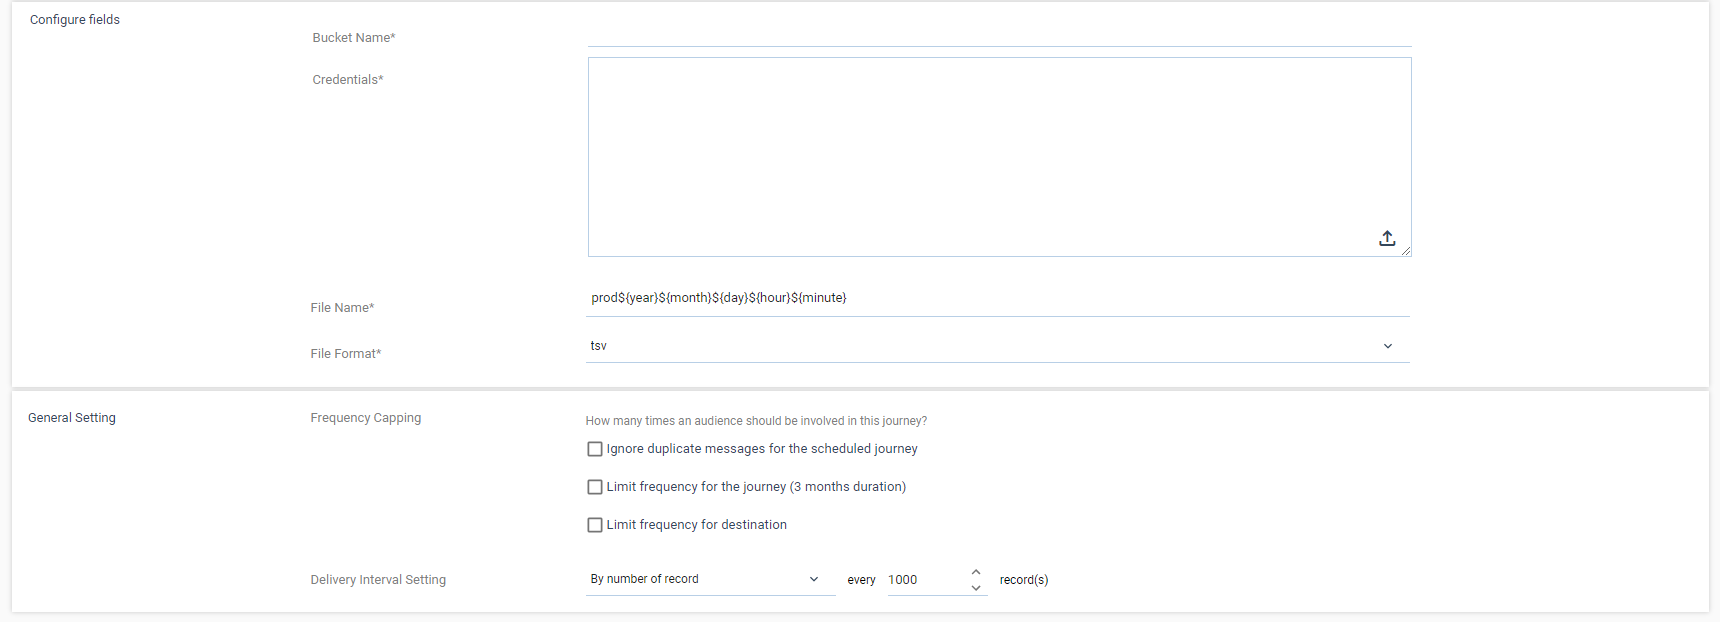 Configure fields
Bucket Name*
Credentials*
File Name*
prod${year}${month}${day}${hour}${minute}
File Format*
tsv
General Setting
Frequency Capping
How many times an audience should be involved in this journey?
Ignore duplicate messages for the scheduled journey
Limit frequency for the journey (3 months duration)
Limit frequency for destination
Delivery Interval Setting
By number of record every 1000 record(s)